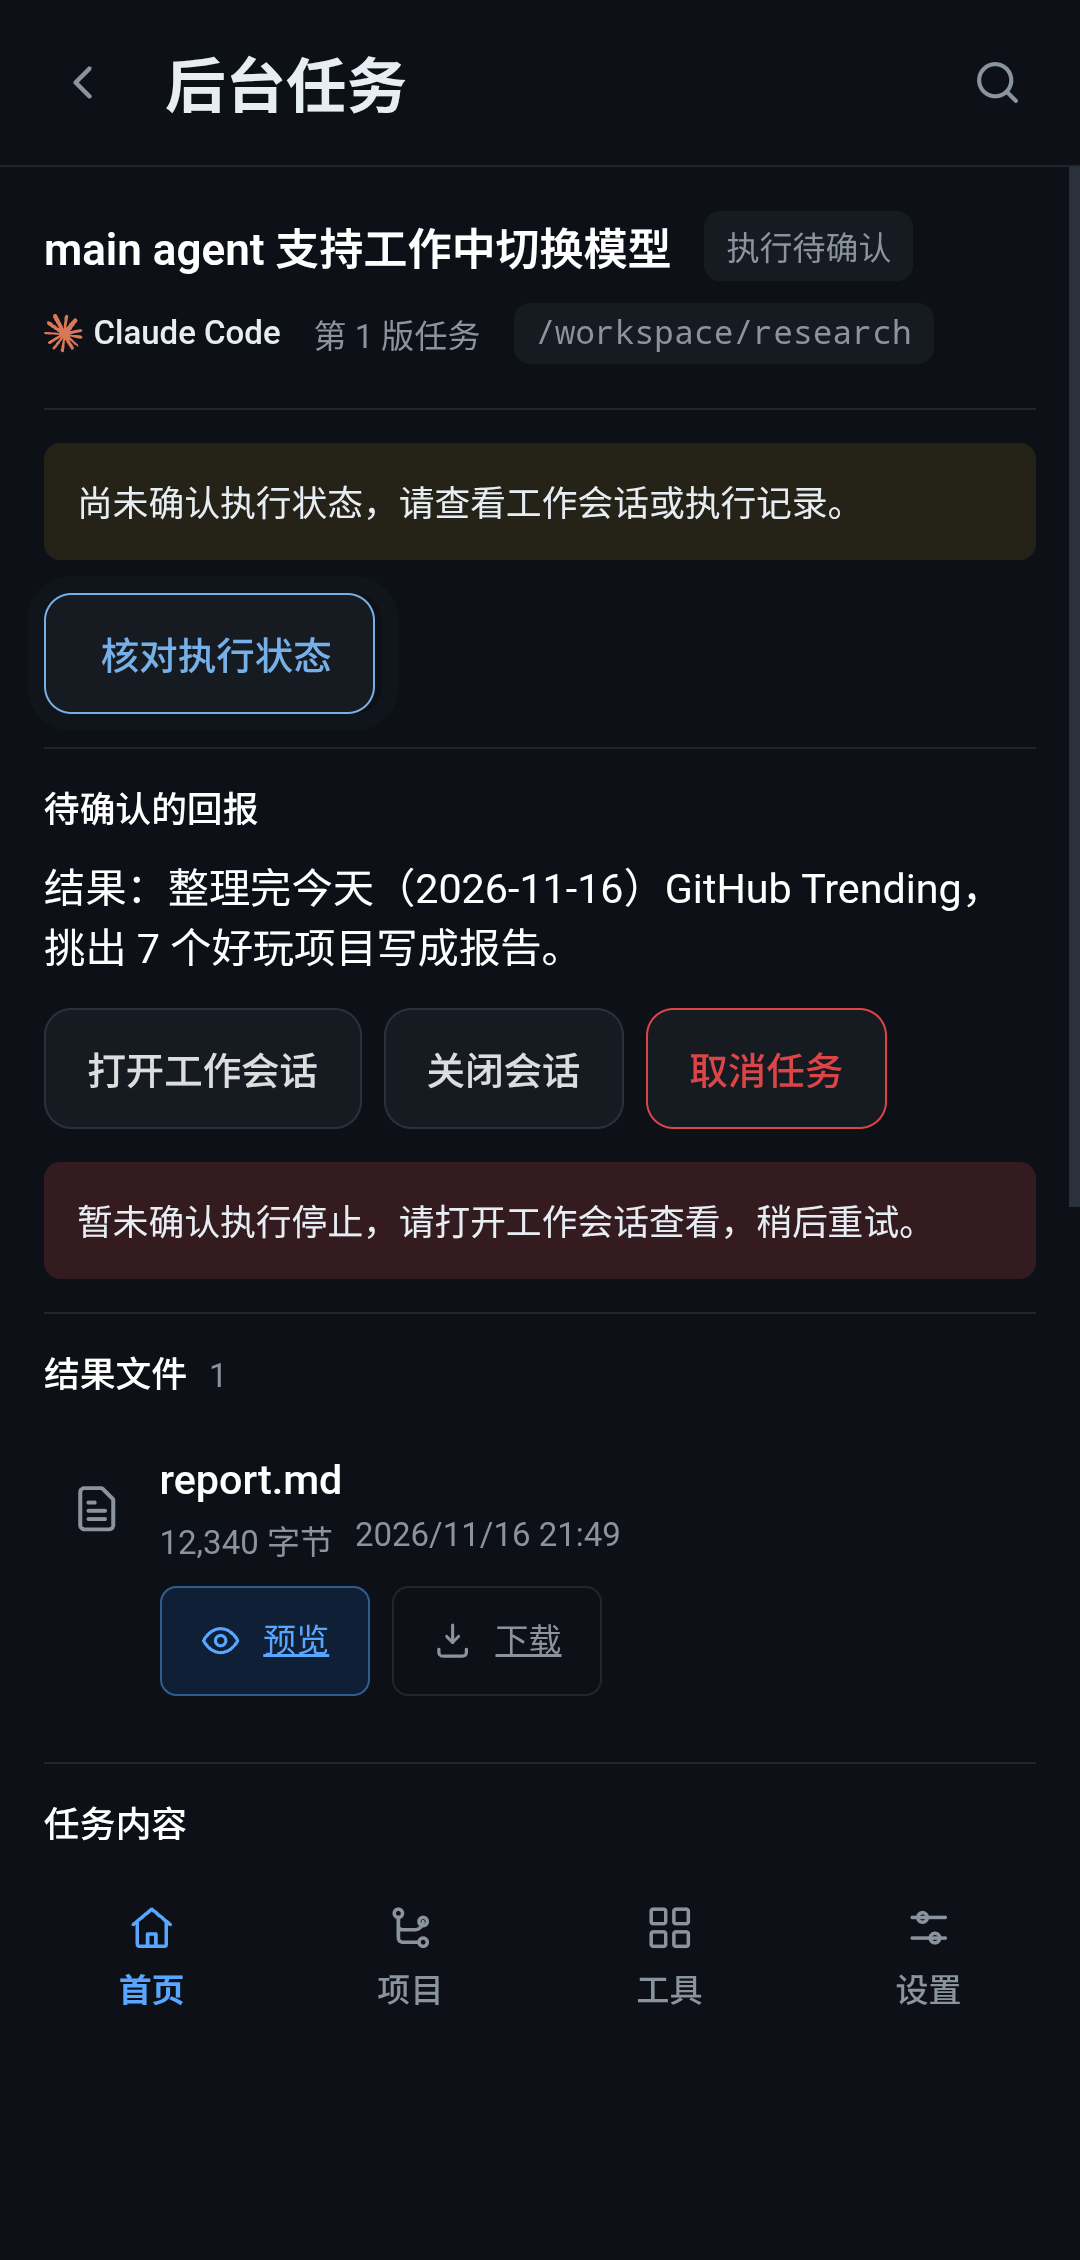 后台任务
main agent 支持工作中切换模型 执行待确认
Claude Code 第 1 版任务 /workspace/research
尚未确认执行状态，请查看工作会话或执行记录。
核对执行状态
待确认的回报
结果：整理完今天（2026-11-16）GitHub Trending，
挑出 7 个好玩项目写成报告。
打开工作会话 关闭会话 取消任务
暂未确认执行停止，请打开工作会话查看，稍后重试。
结果文件 1
report.md
12,340 字节 2026/11/16 21:49
预览 下载
任务内容
首页 项目 工具 设置